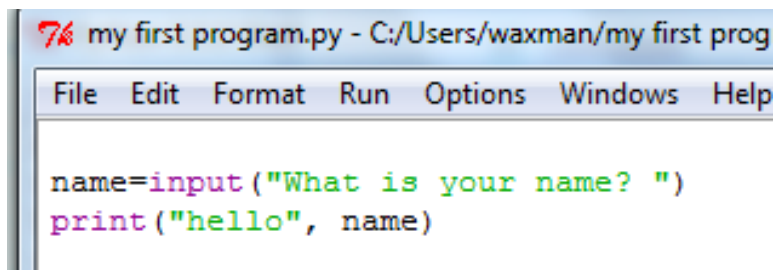 my first program.py - C:/Users/waxman/my first prog
File Edit Format Run Options Windows Help
name=input("What is your name? ")
print("hello", name)